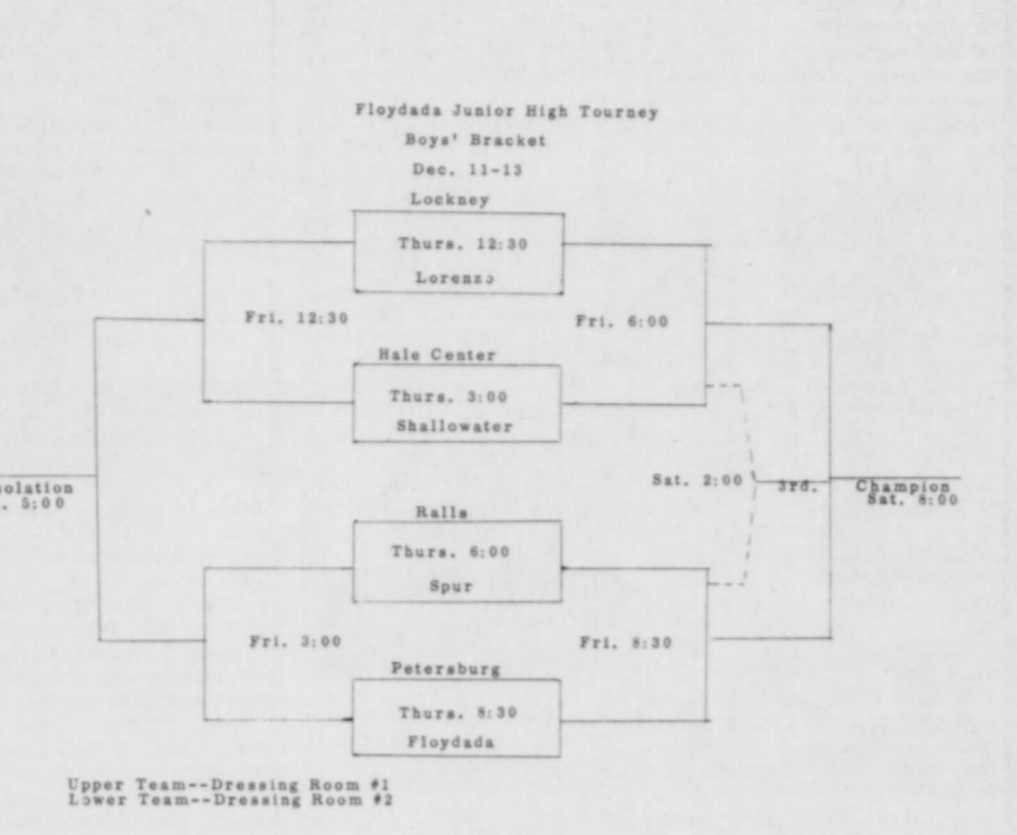 Floydada Junior High Tourney
Boys' Bracket
Dec. 11-13
Lockney
Thurs. 12:30
Lorenzo
Fri. 12:30
Fri. 6:00
Hale Center
Thurs. 3:00
Shallowater
Sat. 2:00
3rd.
Champion
Sat. 8:00
solation
. 5:00
Ralls
Thurs. 6:00
Spur
Fri. 3:00
Fri. 8:30
Petersburg
Thurs. 8:30
Floydada
Upper Team--Dressing Room #1
Lower Team--Dressing Room #2